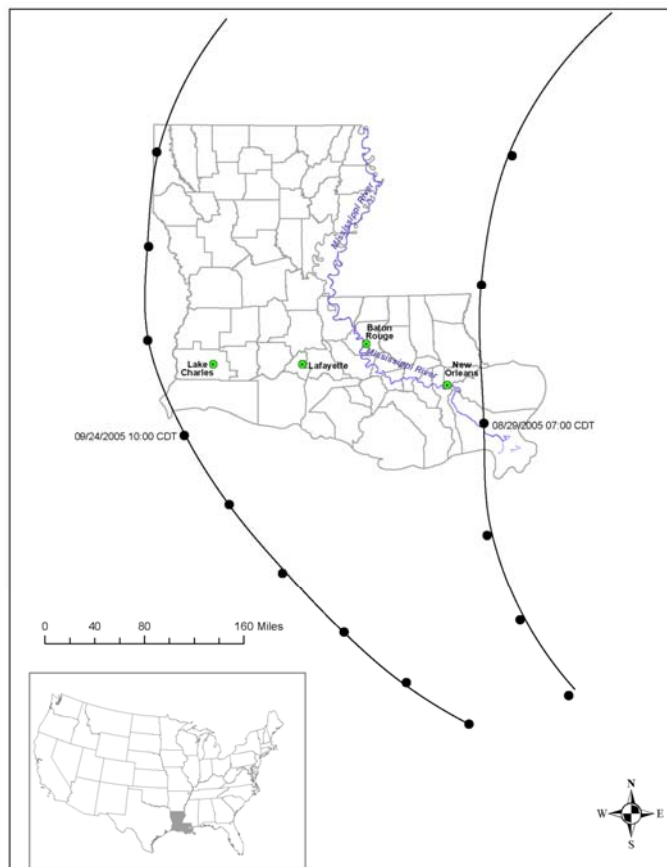 Mississippi River
Baton
Rouge
Mississippi River
Lake
Charles
Lafayette
New
Orleans
09/24/2005 10:00 CDT
08/29/2005 07:00 CDT
0 40 80 160 Miles
N
W E
S